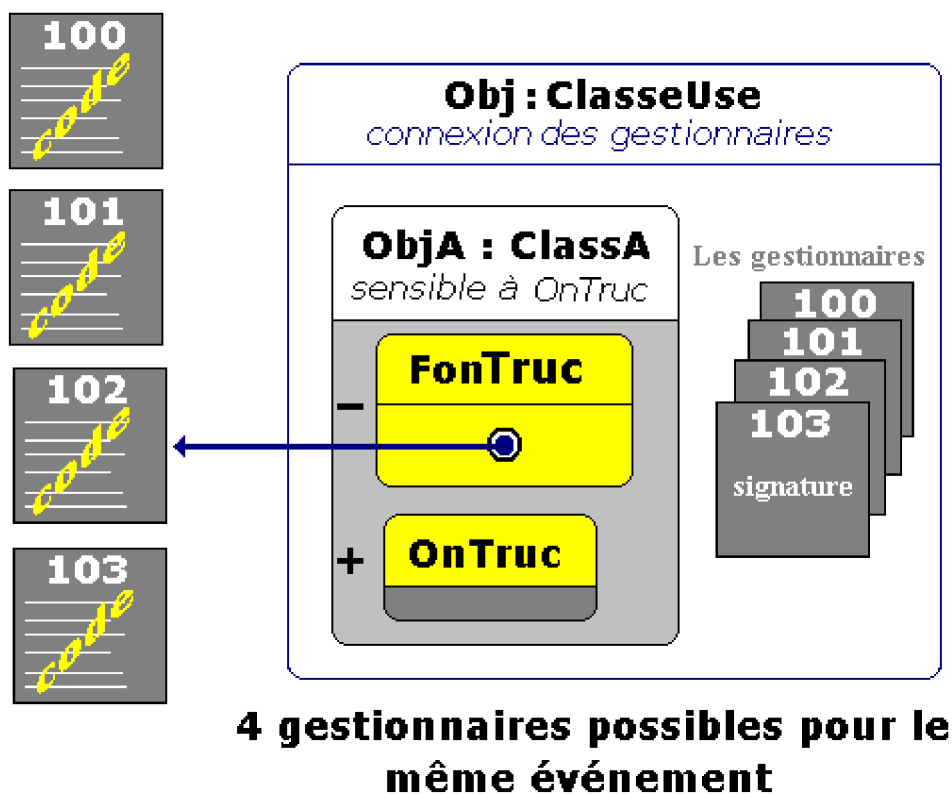 100
code
101
code
102
code
103
code
Obj : ClasseUse
connexion des gestionnaires
ObjA : ClassA
sensible à OnTruc
FonTruc
−
OnTruc
+
Les gestionnaires
100
101
102
103
signature
4 gestionnaires possibles pour le
même événement